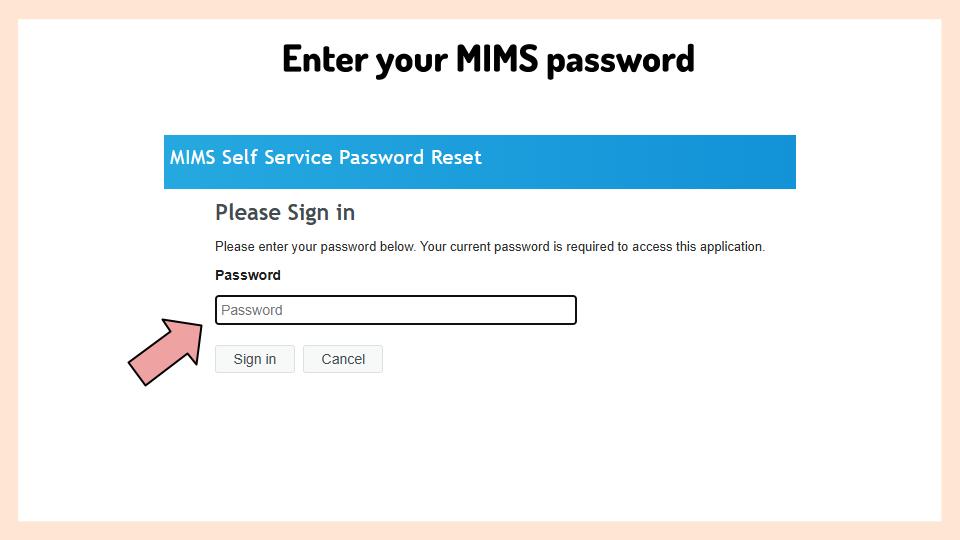 Enter your MIMS password
MIMS Self Service Password Reset
Please Sign in
Please enter your password below. Your current password is required to access this application.
Password
Password
Sign in Cancel